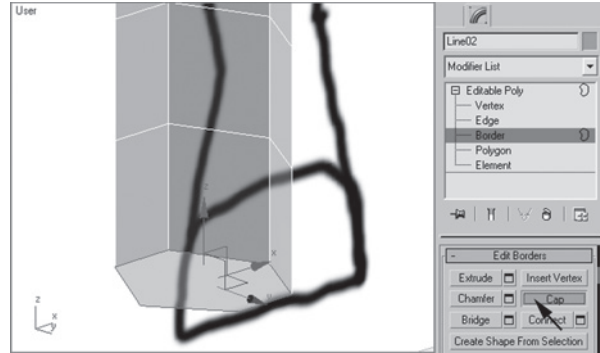 User
z
x
y
z
x
y
Line02
Modifier List
Editable Poly
Vertex
Edge
Border
Polygon
Element
- Edit Borders
Extrude Insert Vertex
Chamfer Cap
Bridge Connect
Create Shape From Selection